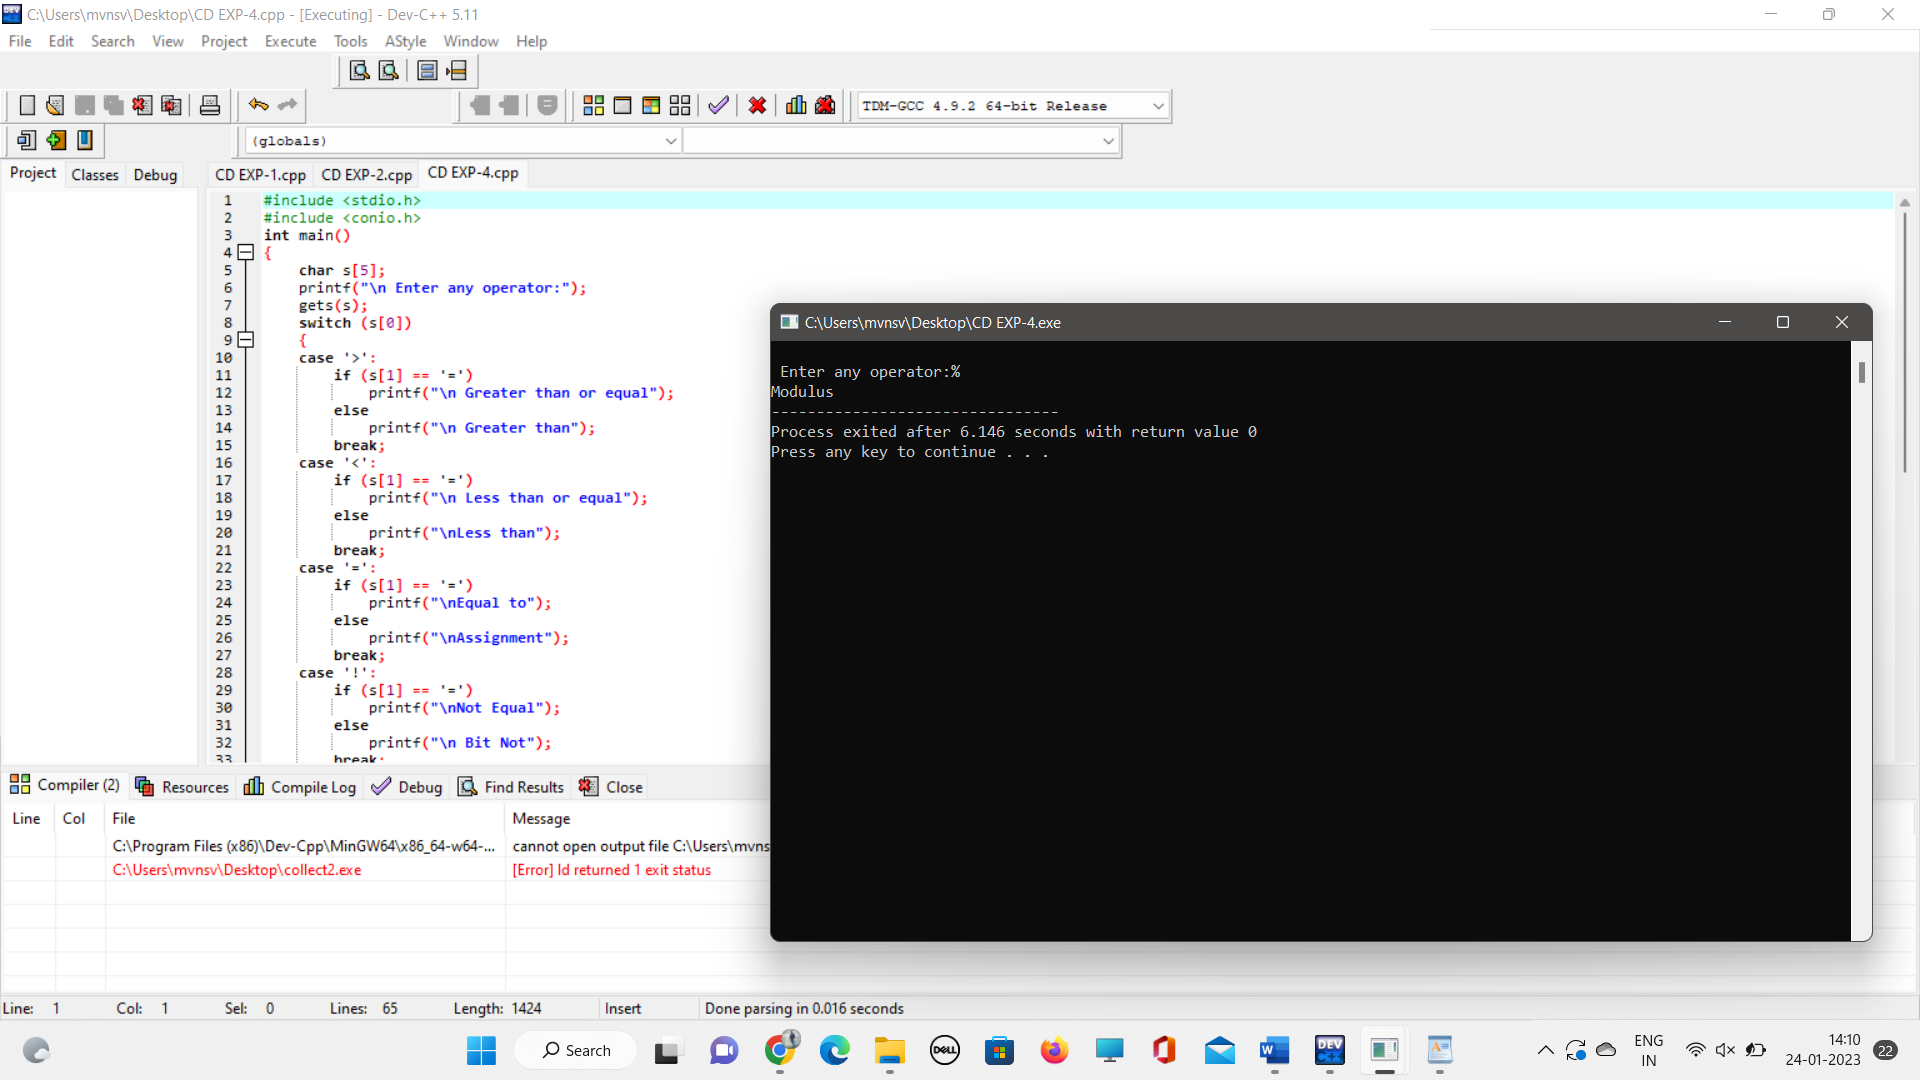 C:\Users\mvnsv\Desktop\CD EXP-4.cpp - [Executing] - Dev-C++ 5.11
File Edit Search View Project Execute Tools AStyle Window Help
TDM-GCC 4.9.2 64-bit Release
(globals)
Project Classes Debug CD EXP-1.cpp CD EXP-2.cpp CD EXP-4.cpp
1 #include <stdio.h>
2 #include <conio.h>
3 int main()
4 {
5 char s[5];
6 printf("\n Enter any operator:");
7 gets(s);
8 switch (s[0])
9 {
10 case '>':
11 if (s[1] == '=')
12 printf("\n Greater than or equal");
13 else
14 printf("\n Greater than");
15 break;
16 case '<':
17 if (s[1] == '=')
18 printf("\n Less than or equal");
19 else
20 printf("\nLess than");
21 break;
22 case '=':
23 if (s[1] == '=')
24 printf("\nEqual to");
25 else
26 printf("\nAssignment");
27 break;
28 case '!':
29 if (s[1] == '=')
30 printf("\nNot Equal");
31 else
32 printf("\n Bit Not");
33 break;
C:\Users\mvnsv\Desktop\CD EXP-4.exe
Enter any operator:%
Modulus
--------------------------------
Process exited after 6.146 seconds with return value 0
Press any key to continue . . .
Compiler (2) Resources Compile Log Debug Find Results Close
Line Col File Message
C:\Program Files (x86)\Dev-Cpp\MinGW64\x86_64-w64-... cannot open output file C:\Users\mvns
C:\Users\mvnsv\Desktop\collect2.exe [Error] ld returned 1 exit status
Line: 1 Col: 1 Sel: 0 Lines: 65 Length: 1424 Insert Done parsing in 0.016 seconds
Search
DELL
DEV
C++
ENG
IN
14:10
24-01-2023
22